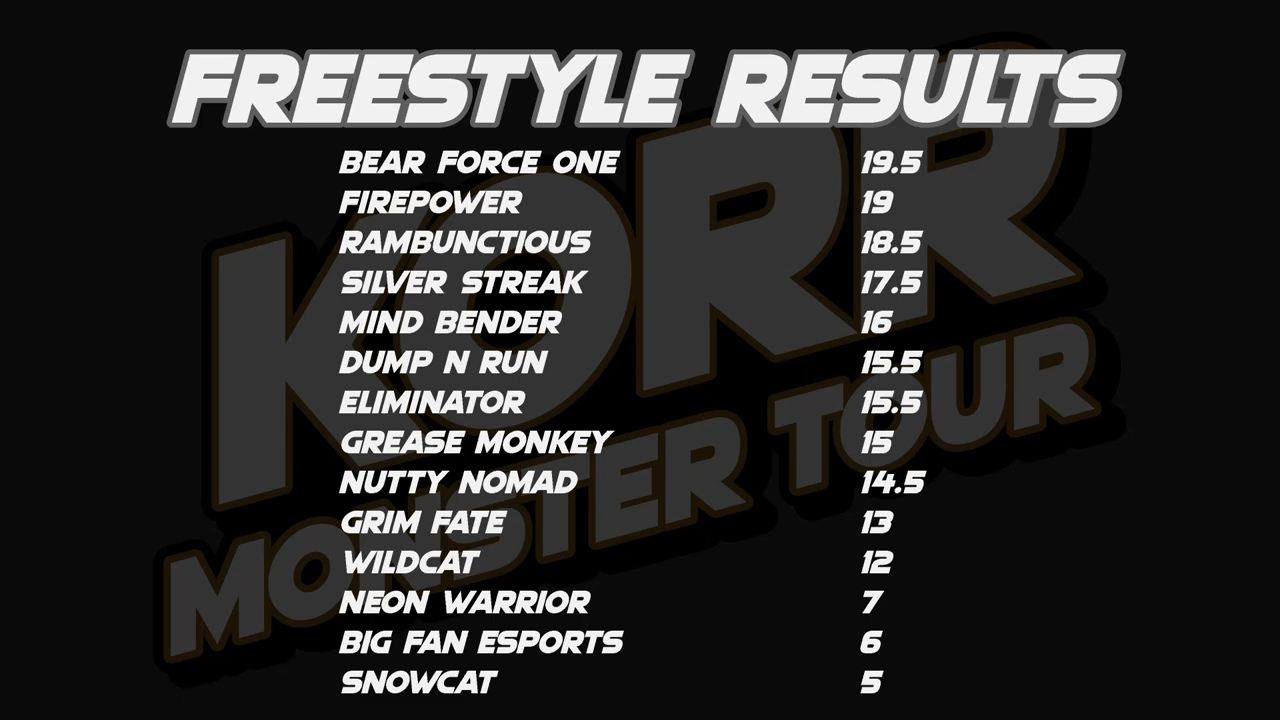 FREESTYLE RESULTS
BEAR FORCE ONE 19.5
FIREPOWER 19
RAMBUNCTIOUS 18.5
SILVER STREAK 17.5
MIND BENDER 16
DUMP N RUN 15.5
ELIMINATOR 15.5
GREASE MONKEY 15
NUTTY NOMAD 14.5
GRIM FATE 13
WILDCAT 12
NEON WARRIOR 7
BIG FAN ESPORTS 6
SNOWCAT 5
KORR
MONSTER TOUR